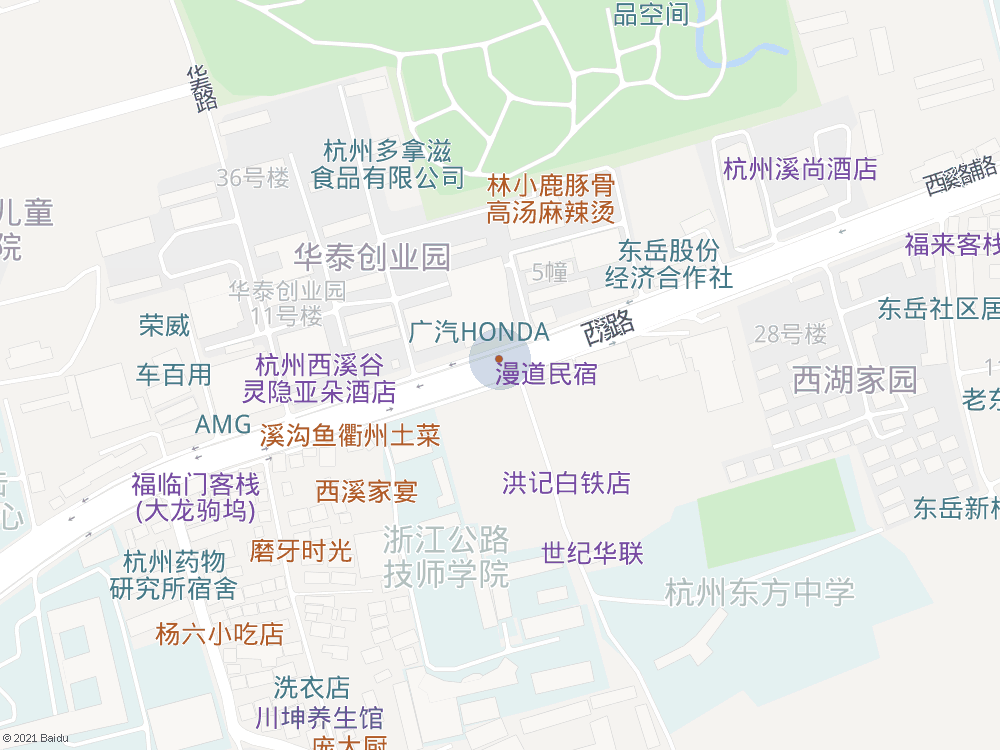 品空间
华泰路
杭州多拿滋
食品有限公司
36号楼
林小鹿豚骨
高汤麻辣烫
杭州溪尚酒店
西溪路辅路
儿童
院
华泰创业园
5幢
东岳股份
经济合作社
福来客栈
华泰创业园
11号楼
荣威
广汽HONDA
西溪路
28号楼
东岳社区居
杭州西溪谷
灵隐亚朵酒店
车百用
漫道民宿
西湖家园
老东
AMG
溪沟鱼衢州土菜
福临门客栈
(大龙驹坞)
西溪家宴
洪记白铁店
心
东岳新村
磨牙时光
浙江公路
技师学院
世纪华联
杭州药物
研究所宿舍
杭州东方中学
杨六小吃店
洗衣店
川坤养生馆
庞大厨
© 2021 Baidu